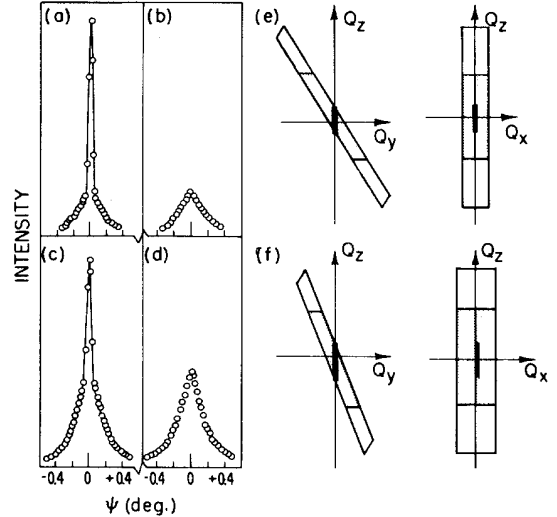 (a)
(b)
(c)
(d)
INTENSITY
-0.4 0 +0.4
-0.4 0 +0.4
ψ (deg.)
(e)
Qz
Qy
Qz
Qx
(f)
Qz
Qy
Qz
Qx